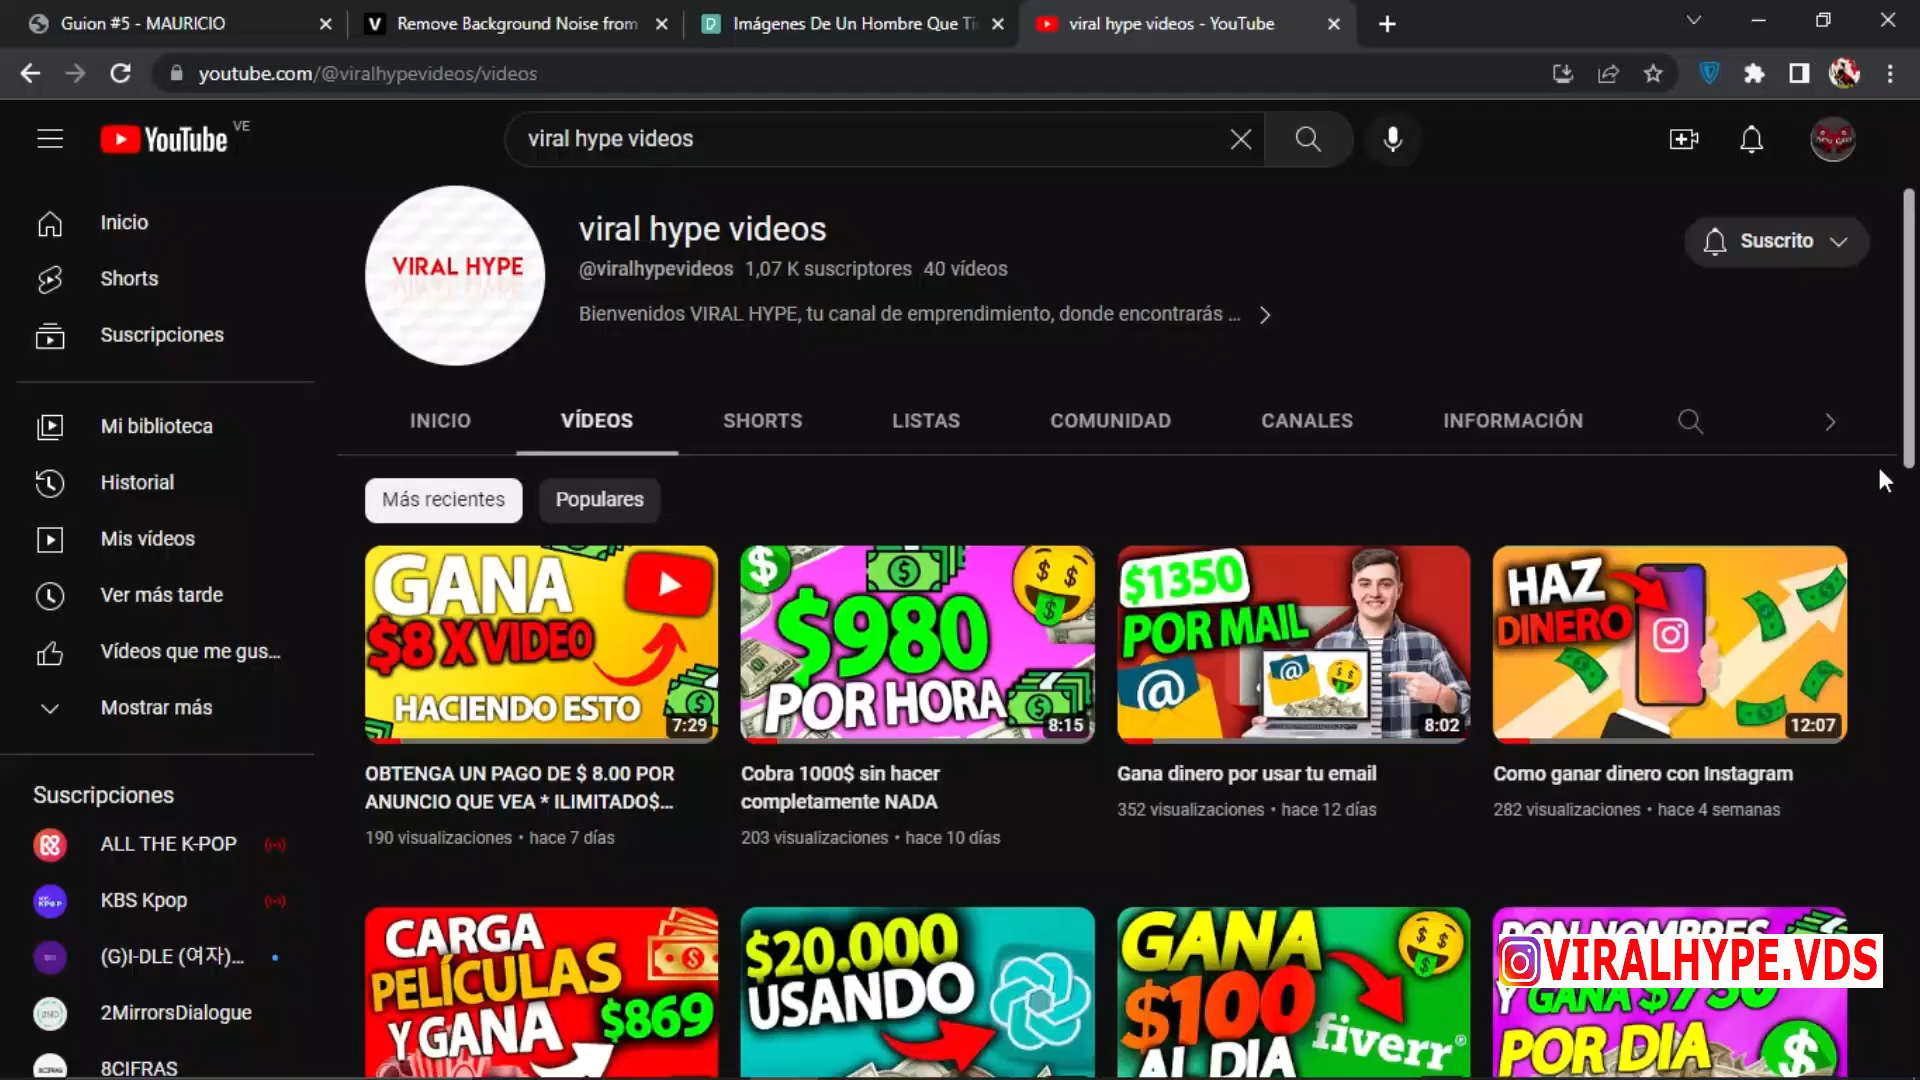 Guion #5 - MAURICIO
Remove Background Noise from
Imágenes De Un Hombre Que Ti
viral hype videos - YouTube
youtube.com/@viralhypevideos/videos
YouTube VE
viral hype videos
Inicio
Shorts
Suscripciones
Mi biblioteca
Historial
Mis vídeos
Ver más tarde
Vídeos que me gus...
Mostrar más
Suscripciones
ALL THE K-POP
KBS Kpop
(G)I-DLE (여자)...
2MirrorsDialogue
8CIFRAS
VIRAL HYPE
viral hype videos
@viralhypevideos 1,07 K suscriptores 40 vídeos
Bienvenidos VIRAL HYPE, tu canal de emprendimiento, donde encontrarás ...
Suscrito
INICIO VÍDEOS SHORTS LISTAS COMUNIDAD CANALES INFORMACIÓN
Más recientes Populares
GANA
$8 X VIDEO
HACIENDO ESTO
7:29
OBTENGA UN PAGO DE $ 8.00 POR
ANUNCIO QUE VEA * ILIMITADO$...
190 visualizaciones • hace 7 días
$980
POR HORA
8:15
Cobra 1000$ sin hacer
completamente NADA
203 visualizaciones • hace 10 días
$1350
POR MAIL
8:02
Gana dinero por usar tu email
352 visualizaciones • hace 12 días
HAZ
DINERO
12:07
Como ganar dinero con Instagram
282 visualizaciones • hace 4 semanas
CARGA
PELÍCULAS
Y GANA $869
$20.000
USANDO
GANA
$100
AL DIA
fiverr
PON NOMBRES
Y GANA $750
POR DIA
VIRALHYPE.VDS